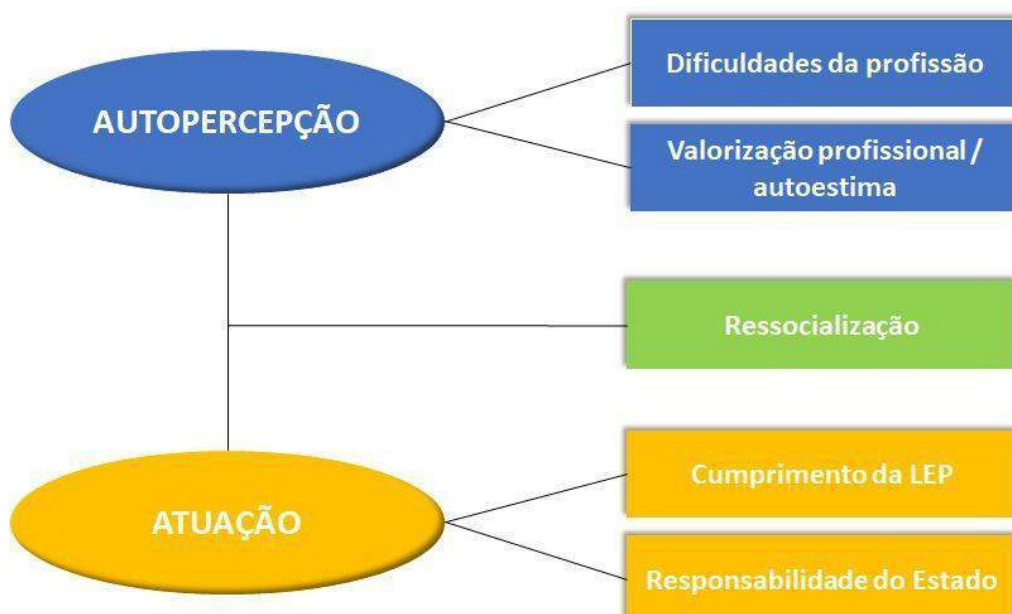 AUTOPERCEPÇÃO
Dificuldades da profissão
Valorização profissional /
autoestima
Ressocialização
ATUAÇÃO
Cumprimento da LEP
Responsabilidade do Estado